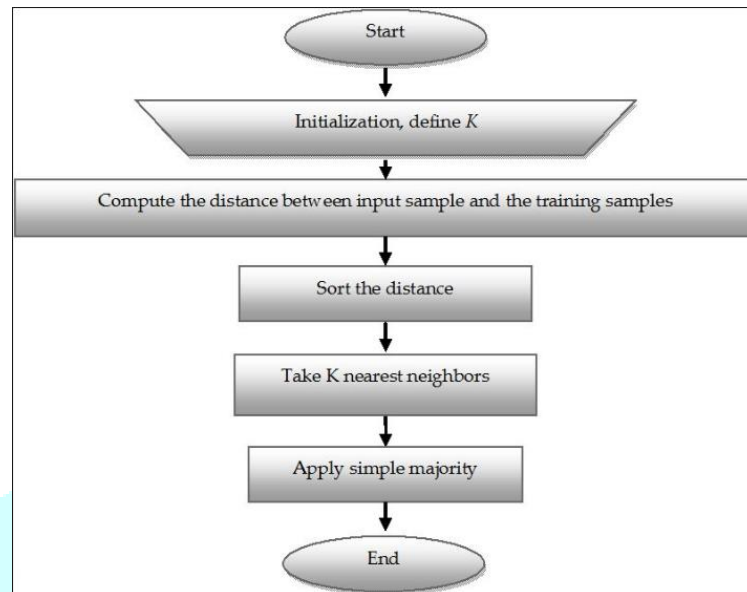 Start
Initialization, define K
Compute the distance between input sample and the training samples
Sort the distance
Take K nearest neighbors
Apply simple majority
End